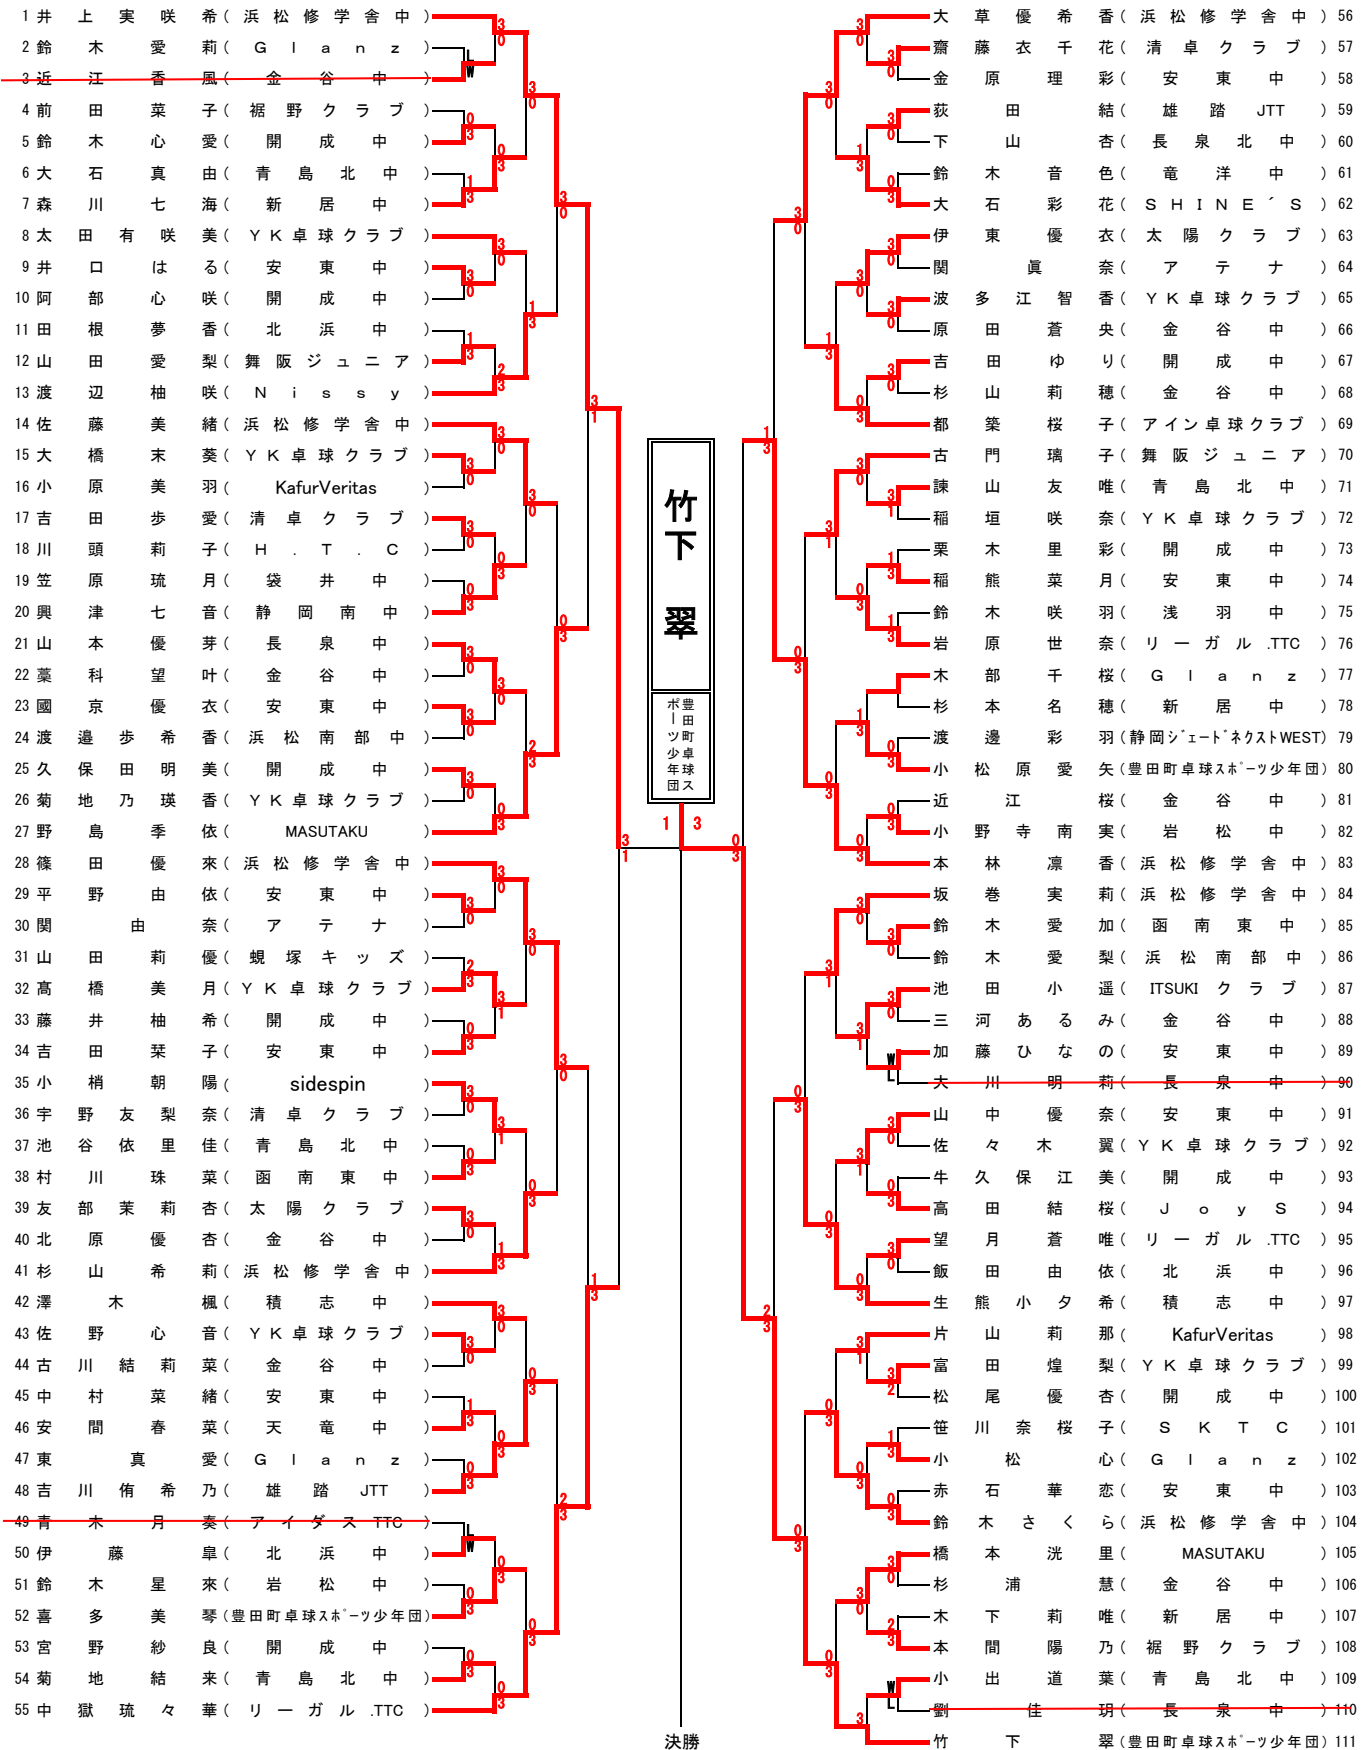 1 井上実咲希(浜松修学舎中)
2 鈴木愛莉(Glanz)
3 近江香風(金谷中)
4 前田菜子(裾野クラブ)
5 鈴木心愛(開成中)
6 大石真由(青島北中)
7 森川七海(新居中)
8 太田有咲美(YK卓球クラブ)
9 井口はる(安東中)
10 阿部心咲(開成中)
11 田根夢香(北浜中)
12 山田愛梨(舞阪ジュニア)
13 渡辺柚咲(Nissy)
14 佐藤美緒(浜松修学舎中)
15 大橋末葵(YK卓球クラブ)
16 小原美羽(KafurVeritas)
17 吉田歩愛(清卓クラブ)
18 川頭莉子(H.T.C)
19 笠原琉月(袋井中)
20 興津七音(静岡南中)
21 山本優芽(長泉中)
22 藁科望叶(金谷中)
23 國京優衣(安東中)
24 渡邉歩希香(浜松南部中)
25 久保田明美(開成中)
26 菊地乃瑛香(YK卓球クラブ)
27 野島季依(MASUTAKU)
28 篠田優來(浜松修学舎中)
29 平野由依(安東中)
30 関由奈(アテナ)
31 山田莉優(蜆塚キッズ)
32 髙橋美月(YK卓球クラブ)
33 藤井柚希(開成中)
34 吉田栞子(安東中)
35 小梢朝陽(sidespin)
36 宇野友梨奈(清卓クラブ)
37 池谷依里佳(青島北中)
38 村川珠菜(函南東中)
39 友部茉莉杏(太陽クラブ)
40 北原優杏(金谷中)
41 杉山希莉(浜松修学舎中)
42 澤木楓(積志中)
43 佐野心音(YK卓球クラブ)
44 古川結莉菜(金谷中)
45 中村菜緒(安東中)
46 安間春菜(天竜中)
47 東真愛(Glanz)
48 吉川侑希乃(雄踏JTT)
49 青木月奏(アイダスTTC)
50 伊藤皐(北浜中)
51 鈴木星來(岩松中)
52 喜多美琴(豊田町卓球スポーツ少年団)
53 宮野紗良(開成中)
54 菊地結来(青島北中)
55 中獄琉々華(リーガル.TTC)
竹下 翠
豊田町卓球スポーツ少年団
1 3
決勝
大草優希香(浜松修学舎中)56
齋藤衣千花(清卓クラブ)57
金原理彩(安東中)58
荻田結(雄踏JTT)59
下山杏(長泉北中)60
鈴木音色(竜洋中)61
大石彩花(SHINE´S)62
伊東優衣(太陽クラブ)63
関眞奈(アテナ)64
波多江智香(YK卓球クラブ)65
原田蒼央(金谷中)66
吉田ゆり(開成中)67
杉山莉穂(金谷中)68
都築桜子(アイン卓球クラブ)69
古門璃子(舞阪ジュニア)70
諫山友唯(青島北中)71
稲垣咲奈(YK卓球クラブ)72
栗木里彩(開成中)73
稲熊菜月(安東中)74
鈴木咲羽(浅羽中)75
岩原世奈(リーガル.TTC)76
木部千桜(Glanz)77
杉本名穂(新居中)78
渡邊彩羽(静岡ジェードネクストWEST)79
小松原愛矢(豊田町卓球スポーツ少年団)80
近江桜(金谷中)81
小野寺南実(岩松中)82
本林凛香(浜松修学舎中)83
坂巻実莉(浜松修学舎中)84
鈴木愛加(函南東中)85
鈴木愛梨(浜松南部中)86
池田小遥(ITSUKIクラブ)87
三河あるみ(金谷中)88
加藤ひなの(安東中)89
大川明莉(長泉中)90
山中優奈(安東中)91
佐々木翼(YK卓球クラブ)92
牛久保江美(開成中)93
高田結桜(JoyS)94
望月蒼唯(リーガル.TTC)95
飯田由依(北浜中)96
生熊小夕希(積志中)97
片山莉那(KafurVeritas)98
富田煌梨(YK卓球クラブ)99
松尾優杏(開成中)100
笹川奈桜子(SKTC)101
小松心(Glanz)102
赤石華恋(安東中)103
鈴木さくら(浜松修学舎中)104
橋本洸里(MASUTAKU)105
杉浦慧(金谷中)106
木下莉唯(新居中)107
本間陽乃(裾野クラブ)108
小出道葉(青島北中)109
劉佳玥(長泉中)110
竹下翠(豊田町卓球スポーツ少年団)111